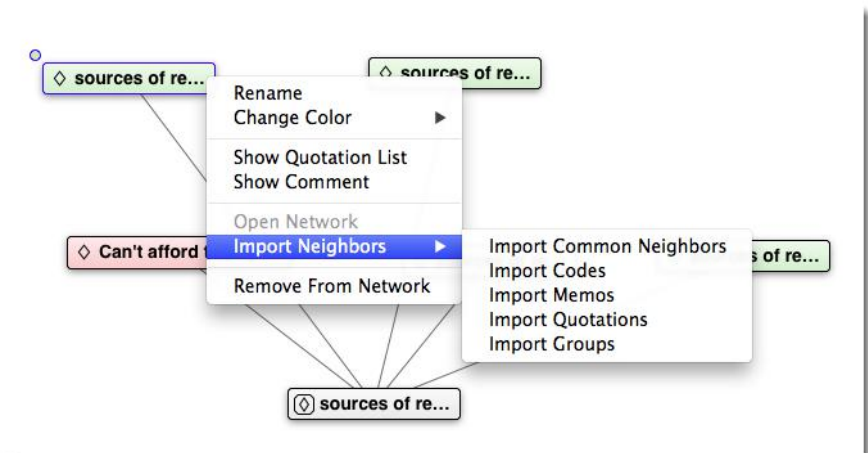 sources of re...
sources of re...
Rename
Change Color
Show Quotation List
Show Comment
Open Network
Can't afford
Import Neighbors
Import Common Neighbors
s of re...
Import Codes
Remove From Network
Import Memos
Import Quotations
Import Groups
sources of re...